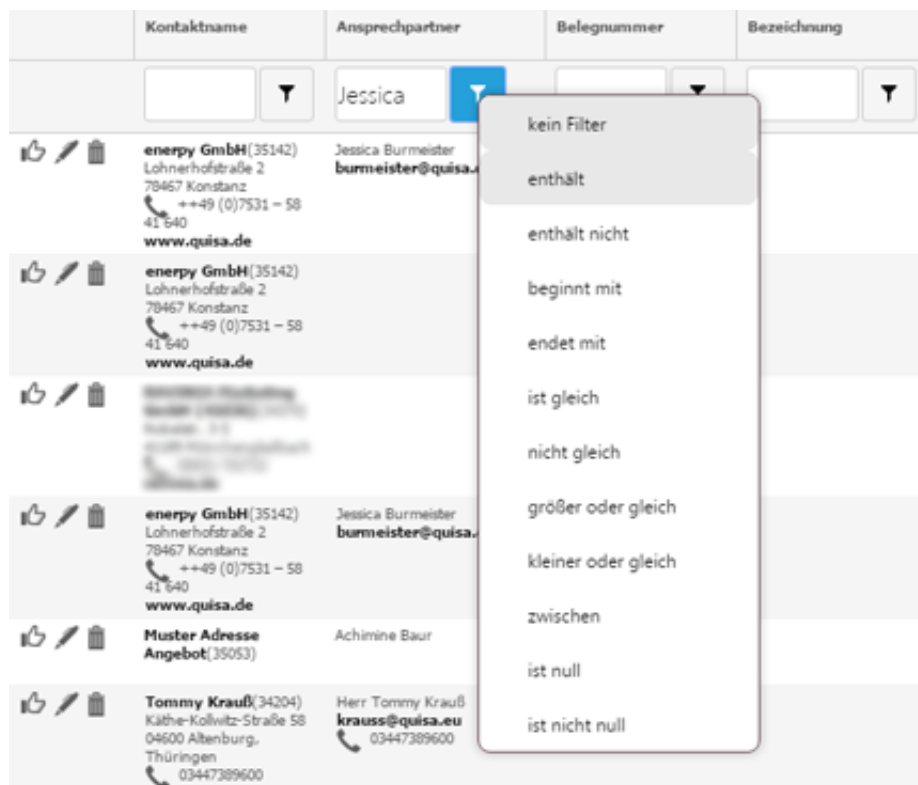 Kontaktname Ansprechpartner Belegnummer Bezeichnung
Jessica
enerpy GmbH(35142)
Lohnerhofstraße 2
78467 Konstanz
++49 (0)7531 – 58
41 640
www.quisa.de
Jessica Burmeister
burmeister@quisa.
enerpy GmbH(35142)
Lohnerhofstraße 2
78467 Konstanz
++49 (0)7531 – 58
41 640
www.quisa.de
enerpy GmbH(35142)
Lohnerhofstraße 2
78467 Konstanz
++49 (0)7531 – 58
41 640
www.quisa.de
Jessica Burmeister
burmeister@quisa.
Muster Adresse
Angebot(35053)
Achimine Baur
Tommy Krauß(34204)
Käthe-Kollwitz-Straße 58
04600 Altenburg,
Thüringen
03447389600
Herr Tommy Krauß
krauss@quisa.eu
03447389600
kein Filter
enthält
enthält nicht
beginnt mit
endet mit
ist gleich
nicht gleich
größer oder gleich
kleiner oder gleich
zwischen
ist null
ist nicht null